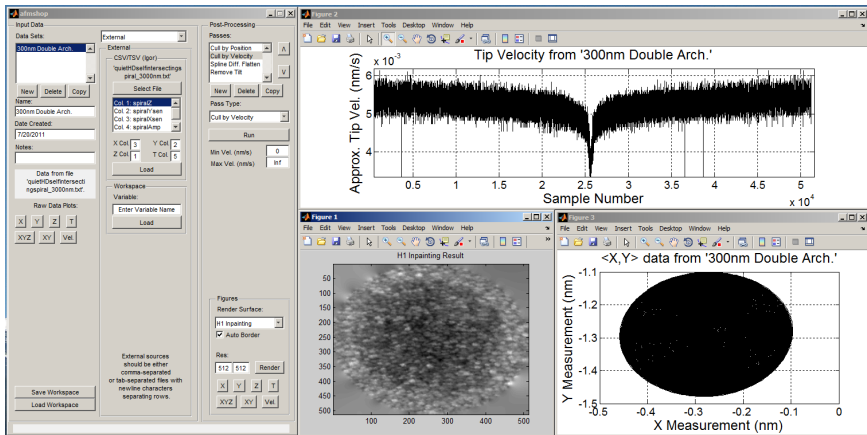 afmshop
Input Data
Data Sets:
300nm Double Arch.
New Delete Copy
Name:
300nm Double Arch.
Date Created:
7/20/2011
Notes:
Data from file
'quietHDselfintersecti
ngspiral_3000nm.txt'.
Raw Data Plots:
X Y Z T
XYZ XY Vel.
Save Workspace
Load Workspace
External
External
CSV/TSV (Igor)
'quietHDselfintersectings
piral_3000nm.txt'
Select File
Col. 1: spiralZ
Col. 2: spiralYsen
Col. 3: spiralXsen
Col. 4: spiralAmp
X Col. 3 Y Col. 2
Z Col. 1 T Col. 5
Load
Workspace
Variable:
Enter Variable Name
Load
External sources
should be either
comma-separated
or tab-separated files with
newline characters
separating rows.
Post-Processing
Passes:
Cull by Position
Cull by Velocity
Spline Diff. Flatten
Remove Tilt
Λ
V
New Delete Copy
Pass Type:
Cull by Velocity
Run
Min Vel. (nm/s) 0
Max Vel. (nm/s) Inf
Figures
Render Surface:
H1 Inpainting
Auto Border
Res:
512 512 Render
X Y Z T
XYZ XY Vel.
Figure 2
File Edit View Insert Tools Desktop Window Help
Tip Velocity from '300nm Double Arch.'
x 10⁻³
Approx. Tip Vel. (nm/s)
6
5
4
0.5 1 1.5 2 2.5 3 3.5 4 4.5 5
Sample Number
x 10⁴
Figure 1
File Edit View Insert Tools Desktop Window Help
H1 Inpainting Result
50
100
150
200
250
300
350
400
450
500
100 200 300 400 500
Figure 3
File Edit View Insert Tools Desktop Window Help
<X,Y> data from '300nm Double Arch.'
Y Measurement (nm)
-1.1
-1.2
-1.3
-1.4
-1.5
-0.5 -0.4 -0.3 -0.2 -0.1 0
X Measurement (nm)